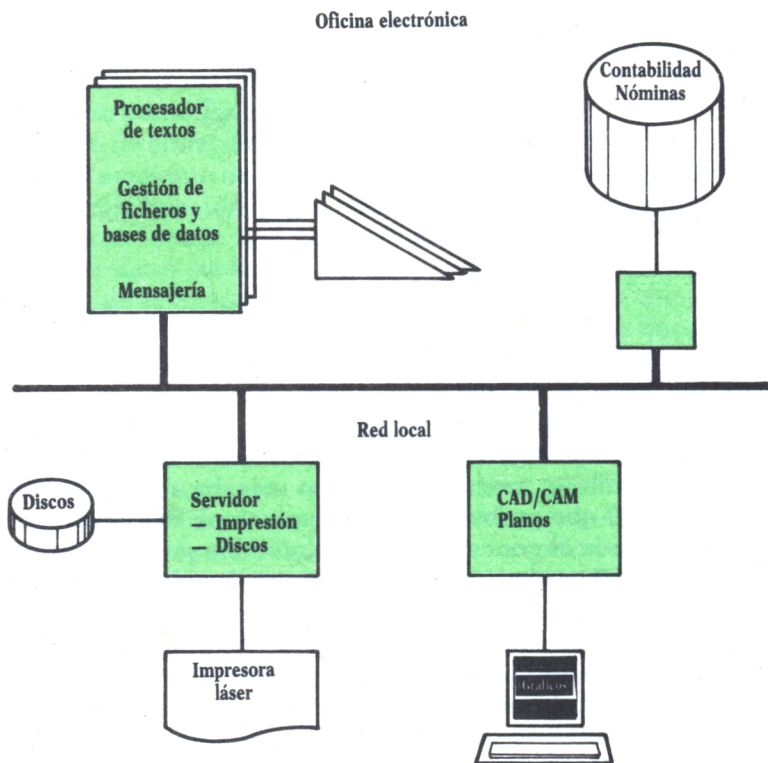 Oficina electrónica
Procesador
de textos
Gestión de
ficheros y
bases de datos
Mensajería
Contabilidad
Nóminas
Red local
Discos
Servidor
— Impresión
— Discos
CAD/CAM
Planos
Impresora
láser
Gráficos